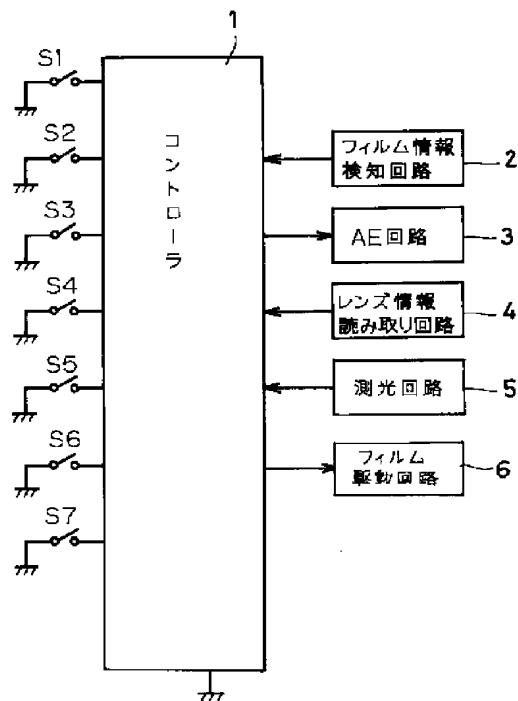 1
S1
S2
S3
S4
S5
S6
S7
コントローラ
フィルム情報
検知回路
2
AE回路
3
レンズ情報
読み取り回路
4
測光回路
5
フィルム
駆動回路
6